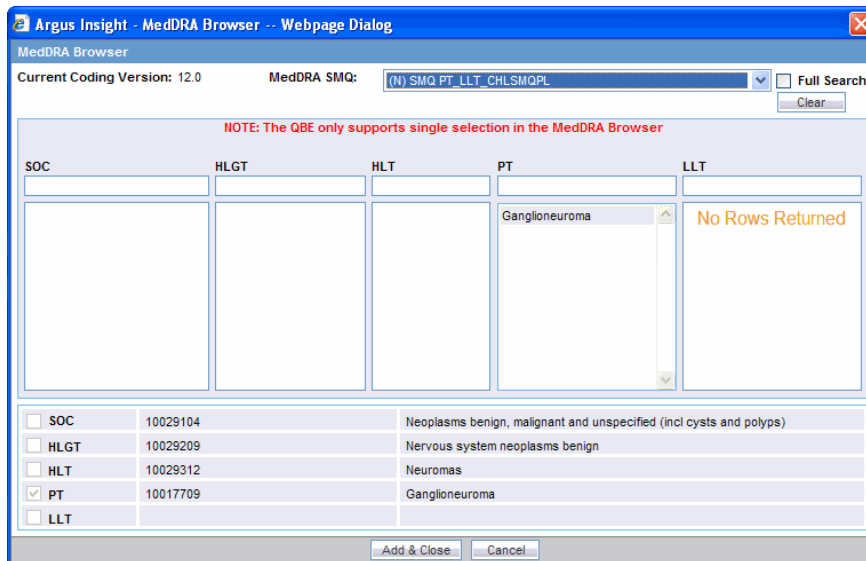 Argus Insight - MedDRA Browser -- Webpage Dialog
MedDRA Browser
Current Coding Version: 12.0 MedDRA SMQ: (N) SMQ PT_LLT_CHLSMQPL Full Search
Clear
NOTE: The QBE only supports single selection in the MedDRA Browser
SOC HLGT HLT PT LLT
Ganglioneuroma No Rows Returned
SOC 10029104 Neoplasms benign, malignant and unspecified (incl cysts and polyps)
HLGT 10029209 Nervous system neoplasms benign
HLT 10029312 Neuromas
PT 10017709 Ganglioneuroma
LLT
Add & Close Cancel